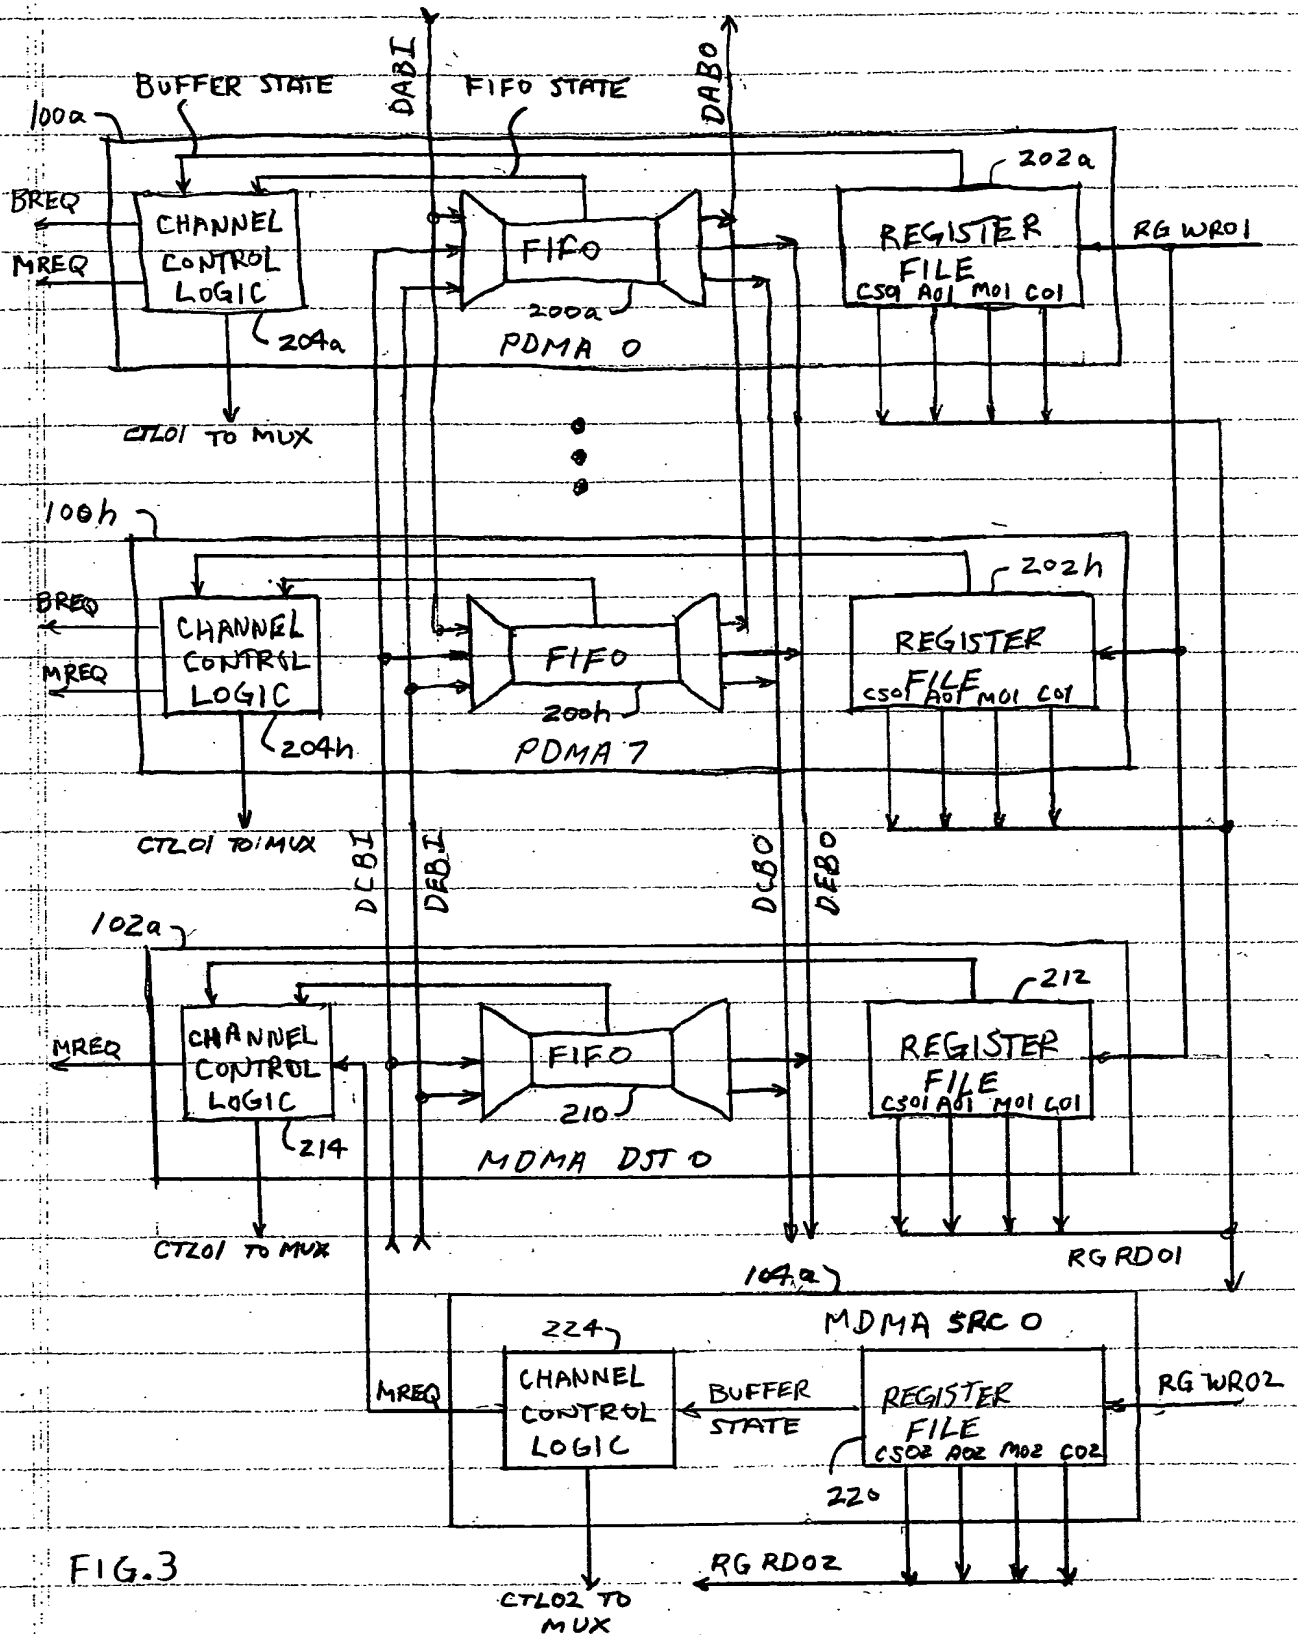 DABI
DABO
BUFFER STATE
FIFO STATE
100a
202a
BREQ
MREQ
CHANNEL
CONTROL
LOGIC
FIFO
REGISTER
FILE
CS01 A01 M01 C01
RG WR01
200a
204a
PDMA 0
CTL01 TO MUX
100h
202h
BREQ
MREQ
CHANNEL
CONTROL
LOGIC
FIFO
REGISTER
FILE
CS01 A01 M01 C01
200h
204h
PDMA 7
CTL01 TO MUX
DCBI
DEBI
DCBO
DEBO
102a
212
MREQ
CHANNEL
CONTROL
LOGIC
FIFO
REGISTER
FILE
CS01 A01 M01 C01
210
214
MDMA DST 0
CTL01 TO MUX
RG RD01
104a
MDMA SRC 0
224
MREQ
CHANNEL
CONTROL
LOGIC
BUFFER
STATE
REGISTER
FILE
CS02 A02 M02 C02
RG WR02
220
FIG.3
RG RD02
CTL02 TO
MUX